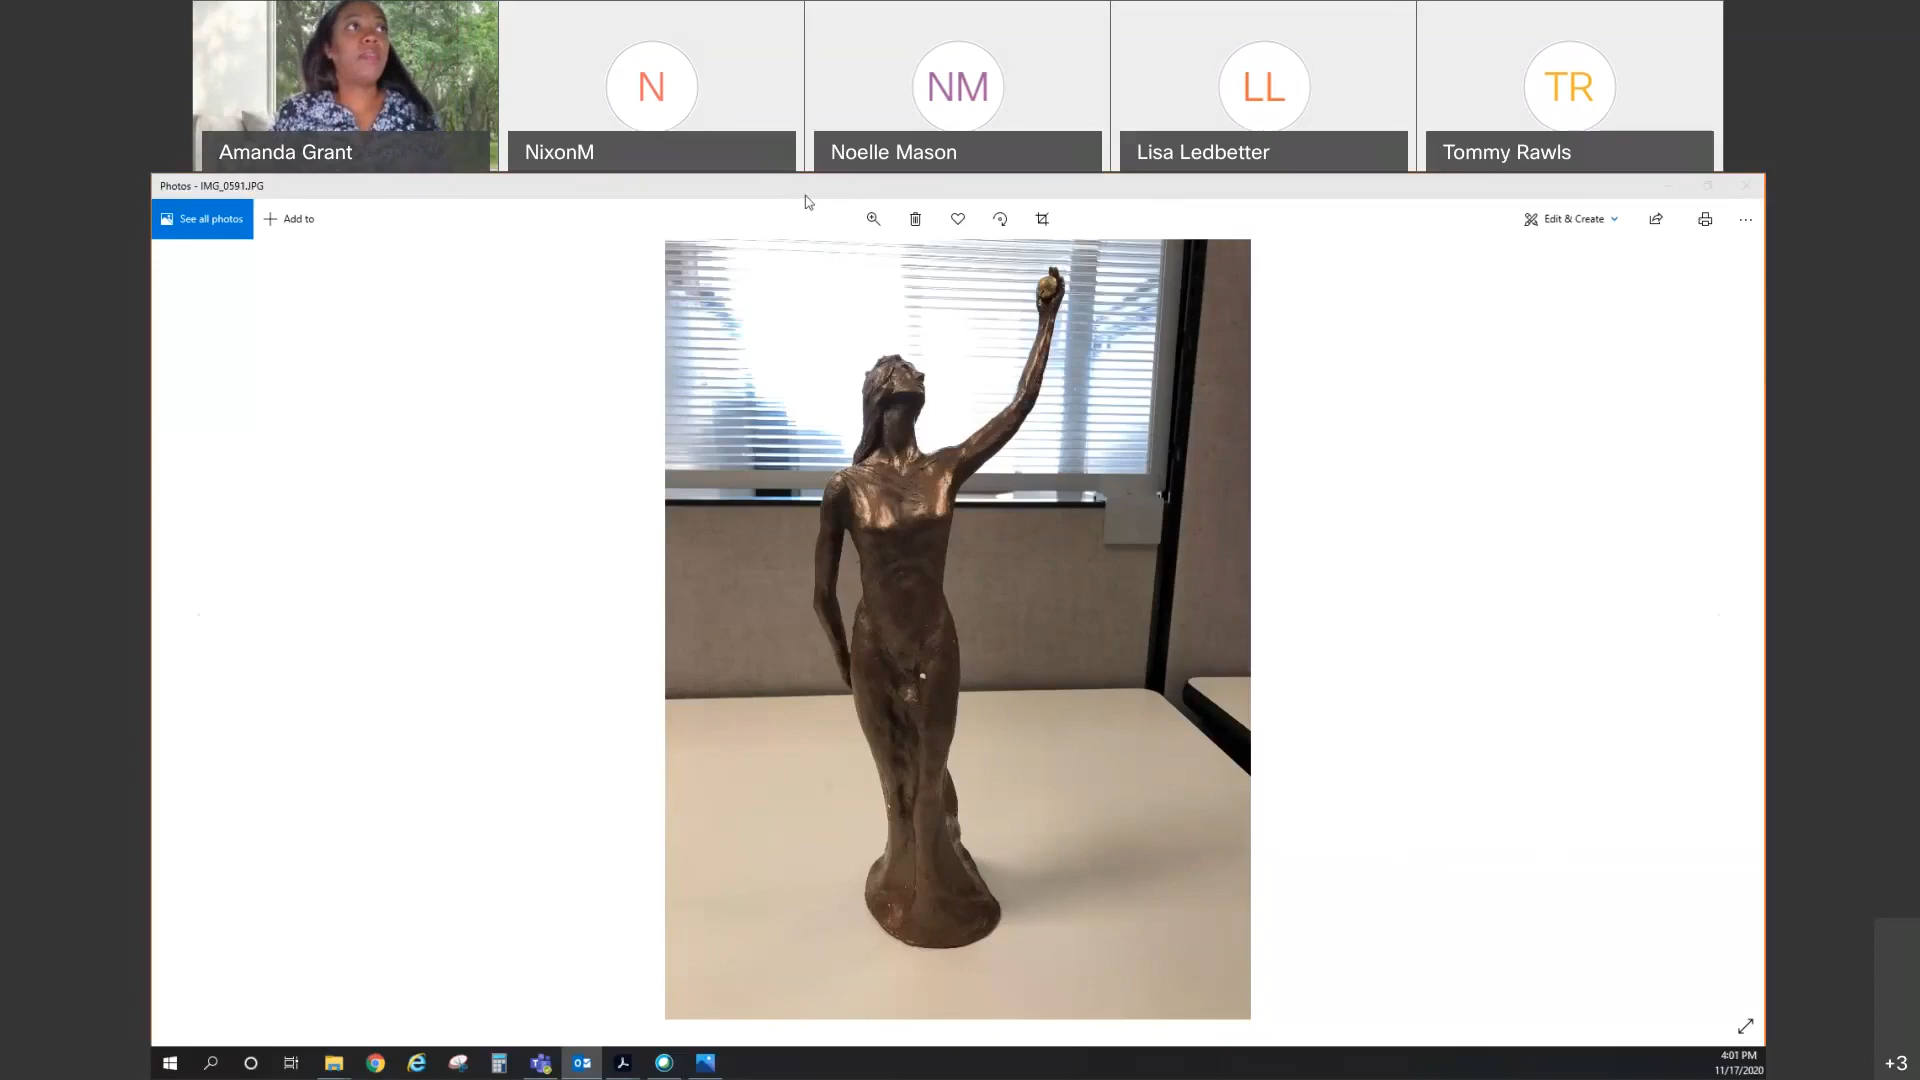 N
NM
LL
TR
Amanda Grant
NixonM
Noelle Mason
Lisa Ledbetter
Tommy Rawls
Photos - IMG_0591.JPG
See all photos
Add to
Edit & Create
4:01 PM
11/17/2020
+3